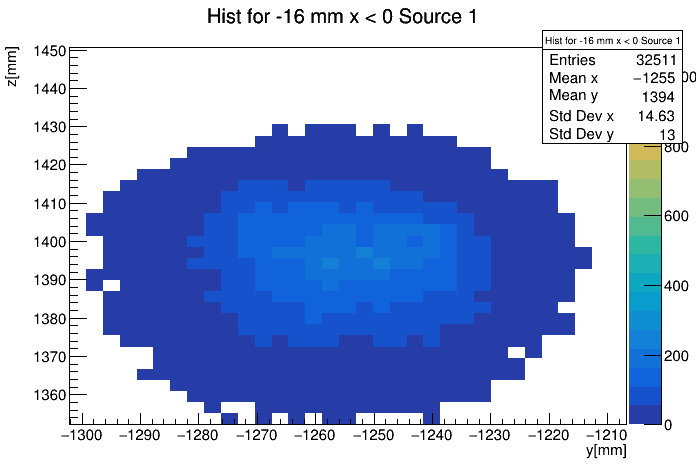 Hist for -16 mm x < 0 Source 1
z[mm]
1450
1440
1430
1420
1410
1400
1390
1380
1370
1360
Hist for -16 mm x < 0 Source 1
Entries 32511
Mean x −1255
Mean y 1394
Std Dev x 14.63
Std Dev y 13
800
600
400
200
0
−1300 −1290 −1280 −1270 −1260 −1250 −1240 −1230 −1220 −1210
y[mm]